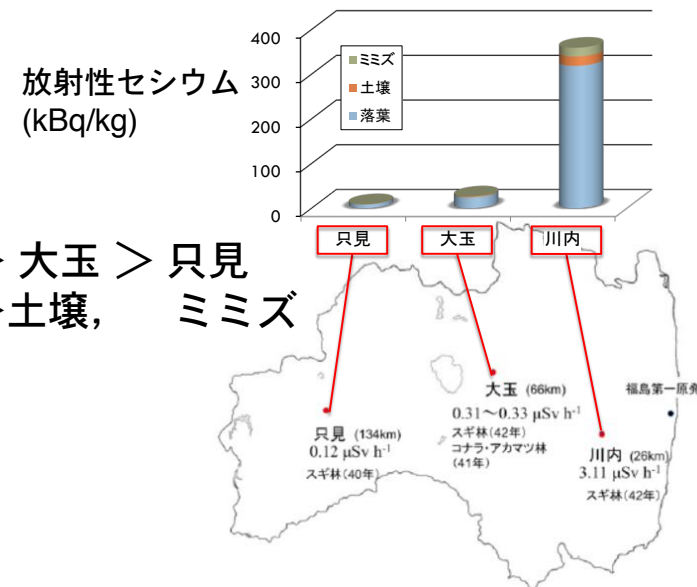 放射性セシウム
(kBq/kg)
400
300
200
100
0
ミミズ
土壌
落葉
只見
大玉
川内
大玉 ＞ 只見
土壌,　　ミミズ
大玉 (66km)
0.31～0.33 μSv h⁻¹
スギ林(42年)
コナラ・アカマツ林
(41年)
福島第一原発
只見 (134km)
0.12 μSv h⁻¹
スギ林(40年)
川内 (26km)
3.11 μSv h⁻¹
スギ林(42年)